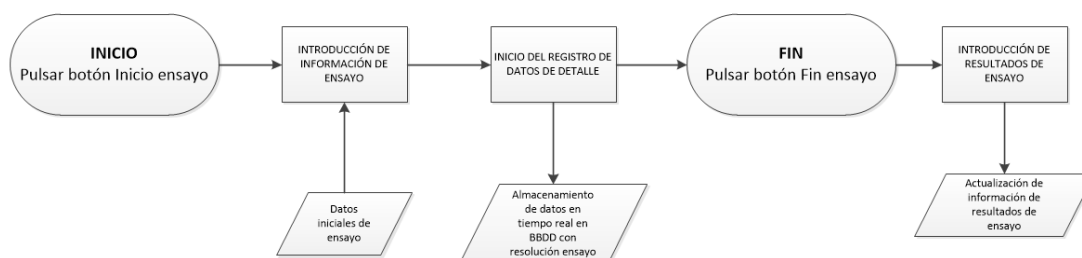 INICIO
Pulsar botón Inicio ensayo
INTRODUCCIÓN DE
INFORMACIÓN DE
ENSAYO
INICIO DEL REGISTRO DE
DATOS DE DETALLE
FIN
Pulsar botón Fin ensayo
INTRODUCCIÓN DE
RESULTADOS DE
ENSAYO
Datos
iniciales de
ensayo
Almacenamiento
de datos en
tiempo real en
BBDD con
resolución ensayo
Actualización de
información de
resultados de
ensayo